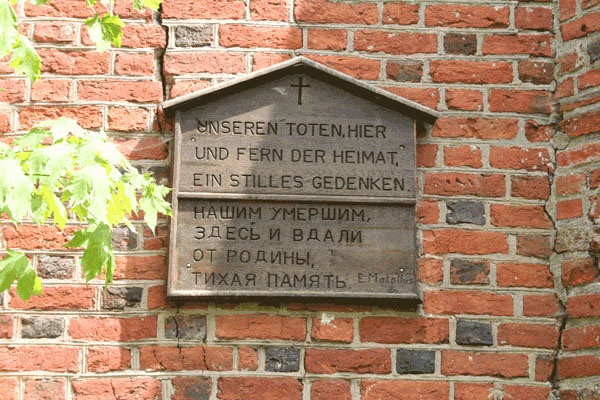 UNSEREN TOTEN, HIER
UND FERN DER HEIMAT,
EIN STILLES GEDENKEN.
НАШИМ УМЕРШИМ,
ЗДЕСЬ И ВДАЛИ
ОТ РОДИНЫ,
ТИХАЯ ПАМЯТЬ.